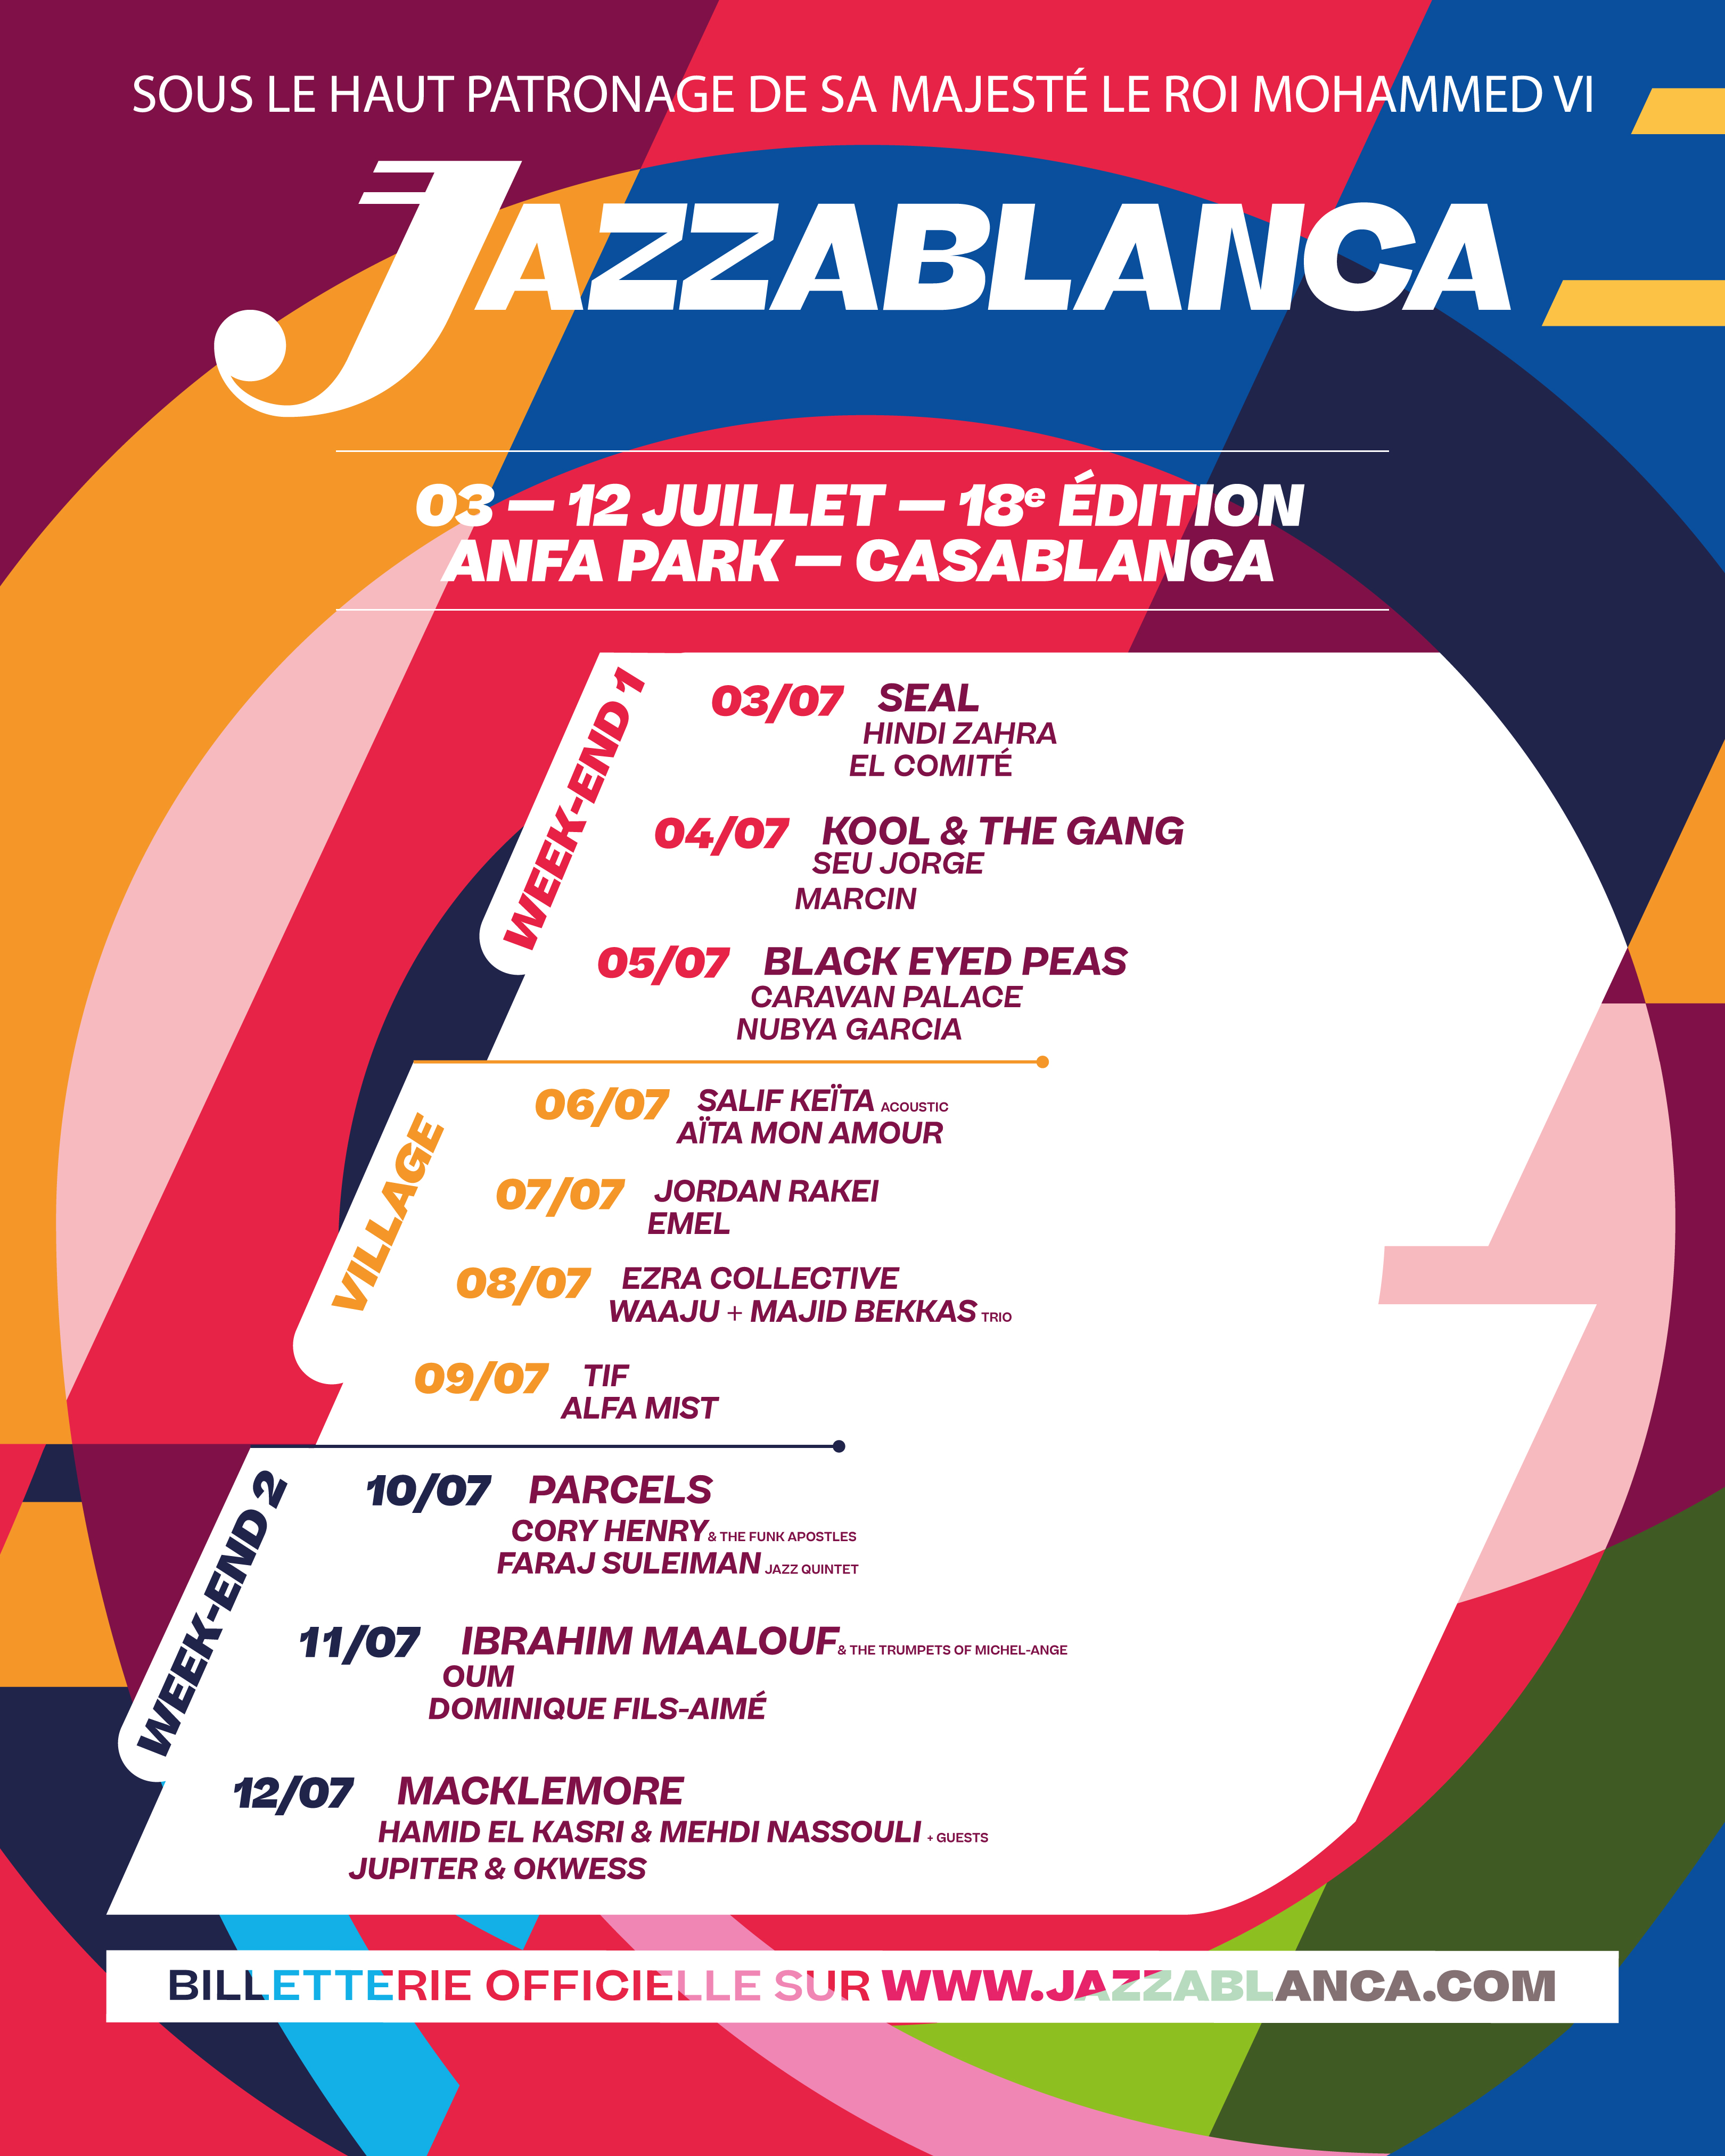 SOUS LE HAUT PATRONAGE DE SA MAJESTÉ LE ROI MOHAMMED VI
JAZZABLANCA
03 — 12 JUILLET — 18e ÉDITION
ANFA PARK — CASABLANCA
WEEK-END 1
03/07 SEAL
HINDI ZAHRA
EL COMITÉ
04/07 KOOL & THE GANG
SEU JORGE
MARCIN
05/07 BLACK EYED PEAS
CARAVAN PALACE
NUBYA GARCIA
VILLAGE
06/07 SALIF KEÏTA ACOUSTIC
AÏTA MON AMOUR
07/07 JORDAN RAKEI
EMEL
08/07 EZRA COLLECTIVE
WAAJU + MAJID BEKKAS TRIO
09/07 TIF
ALFA MIST
WEEK-END 2
10/07 PARCELS
CORY HENRY & THE FUNK APOSTLES
FARAJ SULEIMAN JAZZ QUINTET
11/07 IBRAHIM MAALOUF & THE TRUMPETS OF MICHEL-ANGE
OUM
DOMINIQUE FILS-AIMÉ
12/07 MACKLEMORE
HAMID EL KASRI & MEHDI NASSOULI + GUESTS
JUPITER & OKWESS
BILLETTERIE OFFICIELLE SUR WWW.JAZZABLANCA.COM